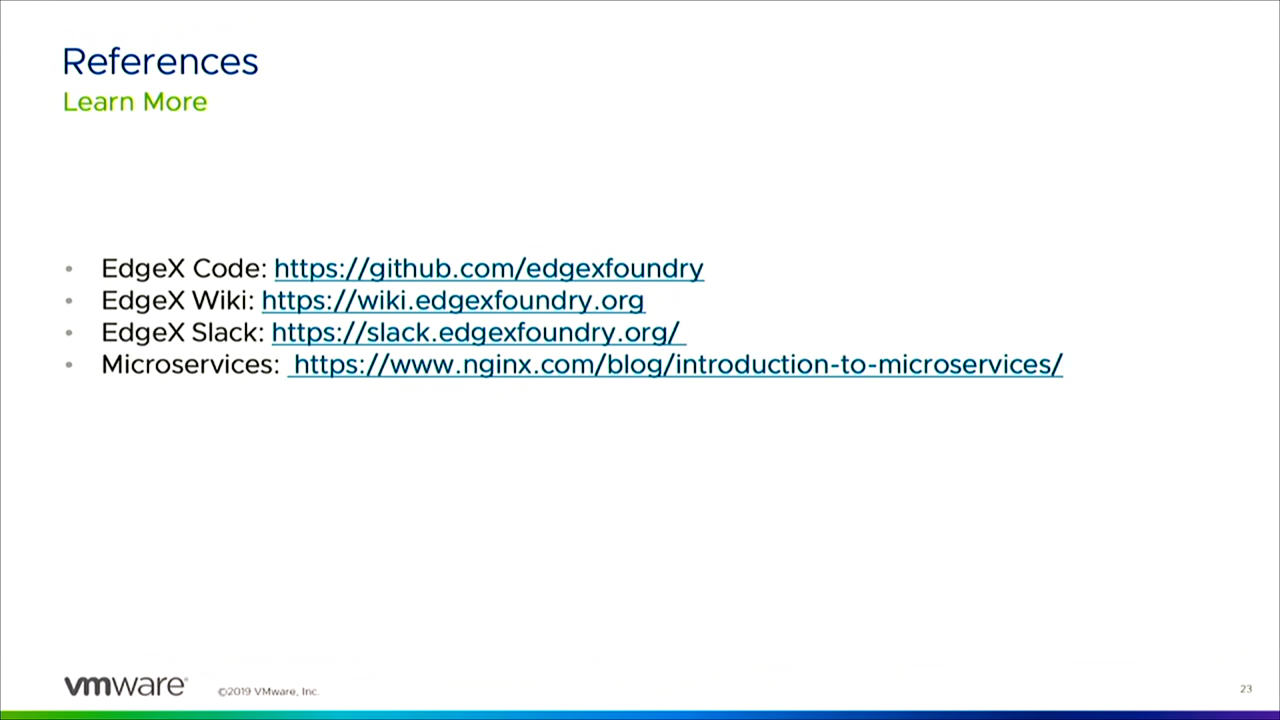 References
Learn More
• EdgeX Code: https://github.com/edgexfoundry
• EdgeX Wiki: https://wiki.edgexfoundry.org
• EdgeX Slack: https://slack.edgexfoundry.org/
• Microservices: https://www.nginx.com/blog/introduction-to-microservices/
vmware®
©2019 VMware, Inc.
23